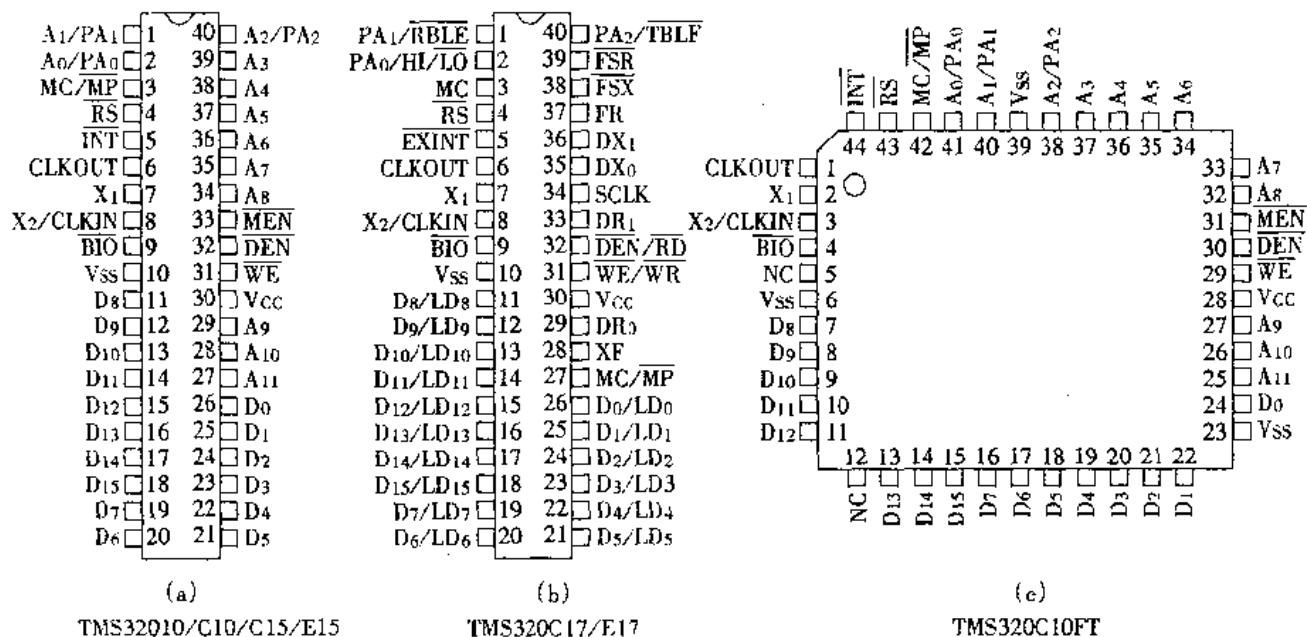 A1/PA1 1 40 A2/PA2
A0/PA0 2 39 A3
MC/MP 3 38 A4
RS 4 37 A5
INT 5 36 A6
CLKOUT 6 35 A7
X1 7 34 A8
X2/CLKIN 8 33 MEN
BIO 9 32 DEN
VSS 10 31 WE
D8 11 30 VCC
D9 12 29 A9
D10 13 28 A10
D11 14 27 A11
D12 15 26 D0
D13 16 25 D1
D14 17 24 D2
D15 18 23 D3
D7 19 22 D4
D6 20 21 D5
(a)
TMS32010/C10/C15/E15
PA1/RBLE 1 40 PA2/TBLF
PA0/HI/LO 2 39 FSR
MC 3 38 FSX
RS 4 37 FR
EXINT 5 36 DX1
CLKOUT 6 35 DX0
X1 7 34 SCLK
X2/CLKIN 8 33 DR1
BIO 9 32 DEN/RD
VSS 10 31 WE/WR
D8/LD8 11 30 VCC
D9/LD9 12 29 DR0
D10/LD10 13 28 XF
D11/LD11 14 27 MC/MP
D12/LD12 15 26 D0/LD0
D13/LD13 16 25 D1/LD1
D14/LD14 17 24 D2/LD2
D15/LD15 18 23 D3/LD3
D7/LD7 19 22 D4/LD4
D6/LD6 20 21 D5/LD5
(b)
TMS320C17/E17
INT RS MC/MP A0/PA0 A1/PA1 VSS A2/PA2 A3 A4 A5 A6
44 43 42 41 40 39 38 37 36 35 34
CLKOUT 1 33 A7
X1 2 32 A8
X2/CLKIN 3 31 MEN
BIO 4 30 DEN
NC 5 29 WE
VSS 6 28 VCC
D8 7 27 A9
D9 8 26 A10
D10 9 25 A11
D11 10 24 D0
D12 11 23 VSS
12 13 14 15 16 17 18 19 20 21 22
NC D13 D14 D15 D7 D6 D5 D4 D3 D2 D1
(c)
TMS320C10FT